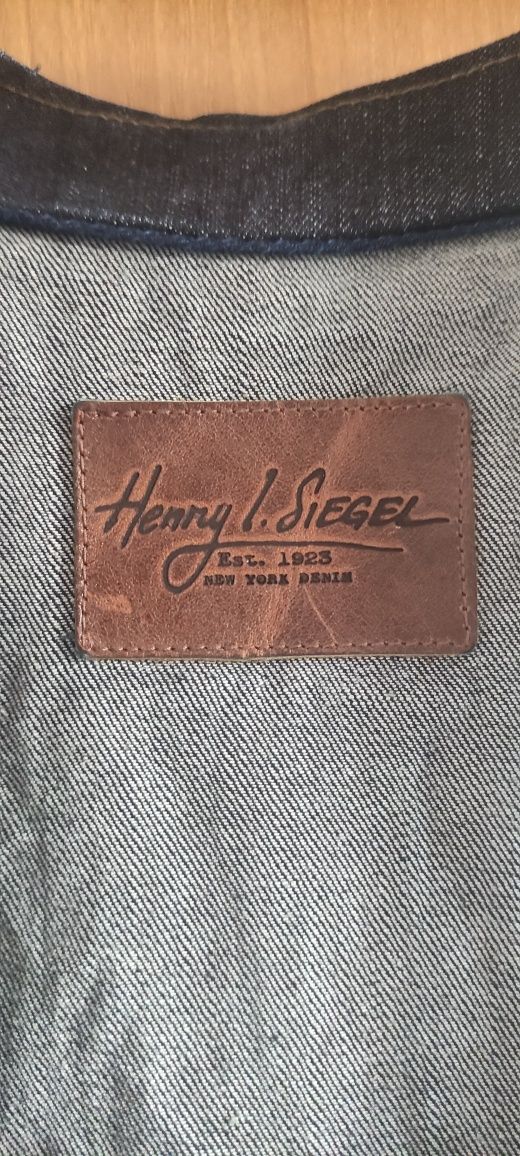 Henry I. SIEGEL
Est. 1923
NEW YORK DENIM